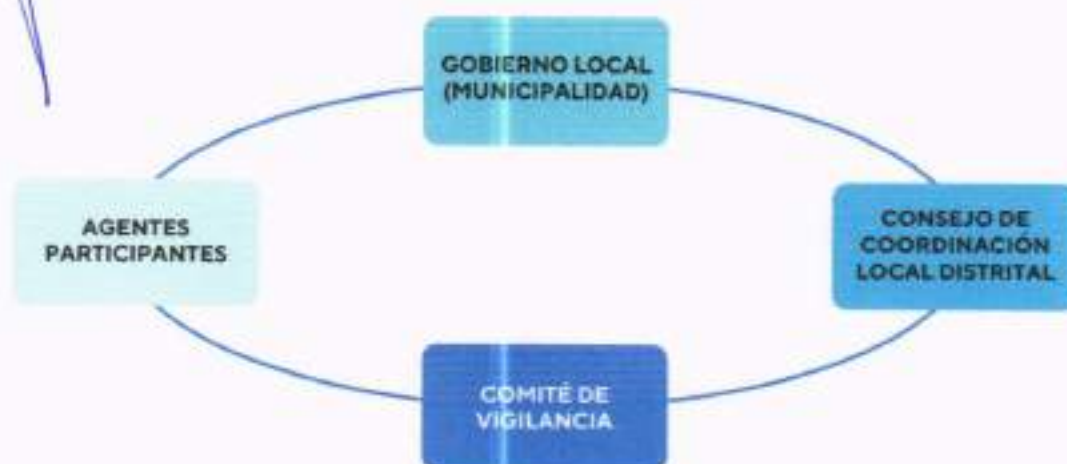 GOBIERNO LOCAL
(MUNICIPALIDAD)
AGENTES
PARTICIPANTES
CONSEJO DE
COORDINACIÓN
LOCAL DISTRITAL
COMITÉ DE
VIGILANCIA